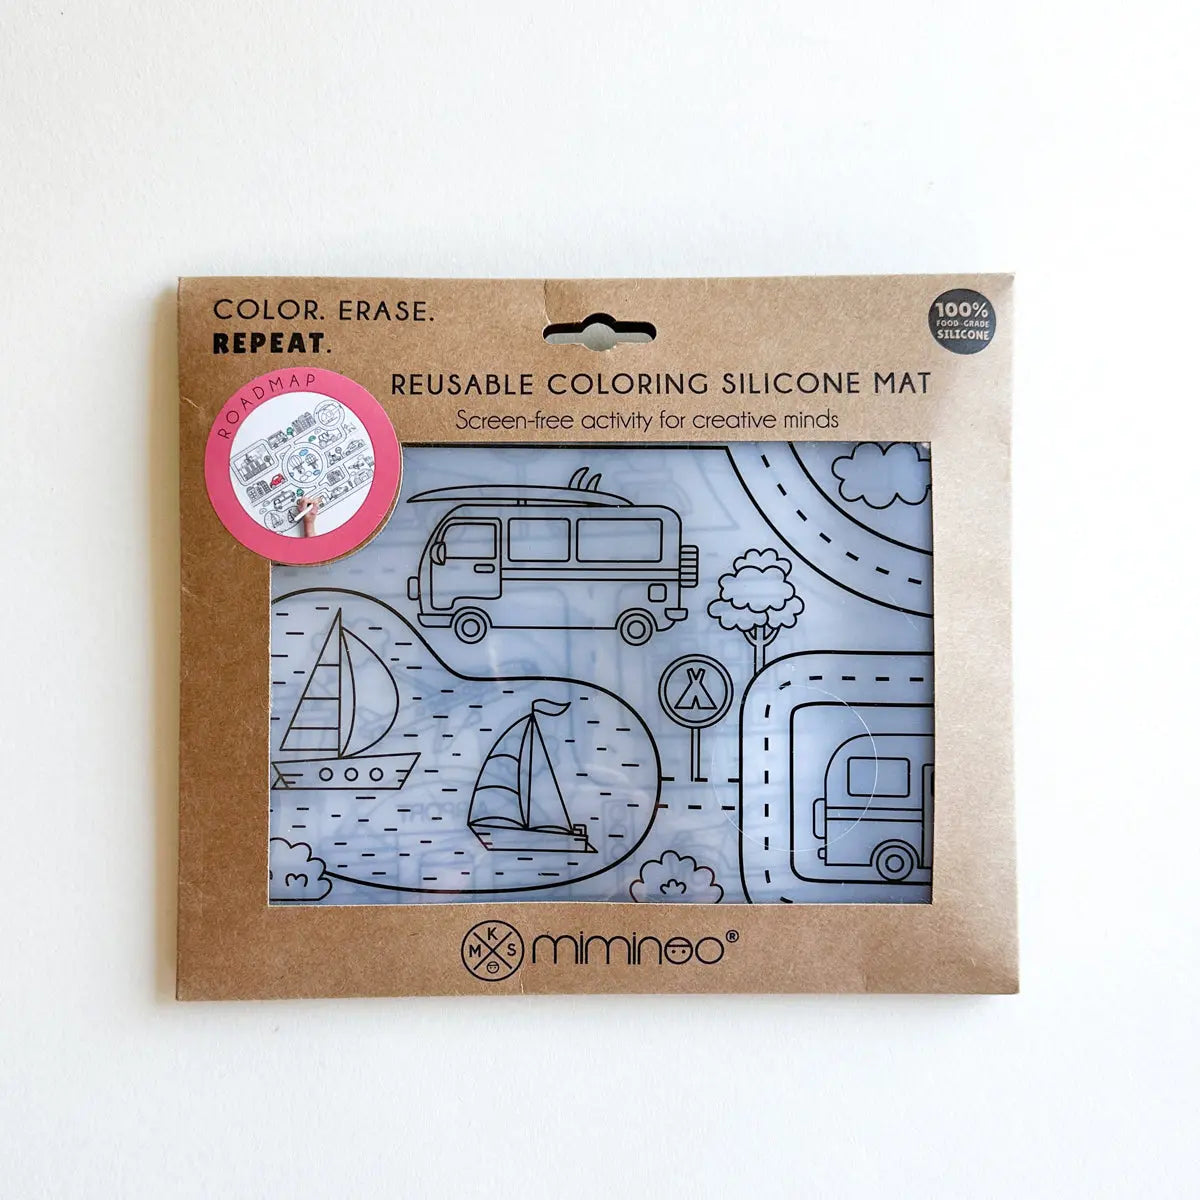 COLOR. ERASE.
REPEAT.
100%
FOOD-GRADE
SILICONE
ROADMAP
REUSABLE COLORING SILICONE MAT
Screen-free activity for creative minds
AIRPORT
K
M S
miminoo®